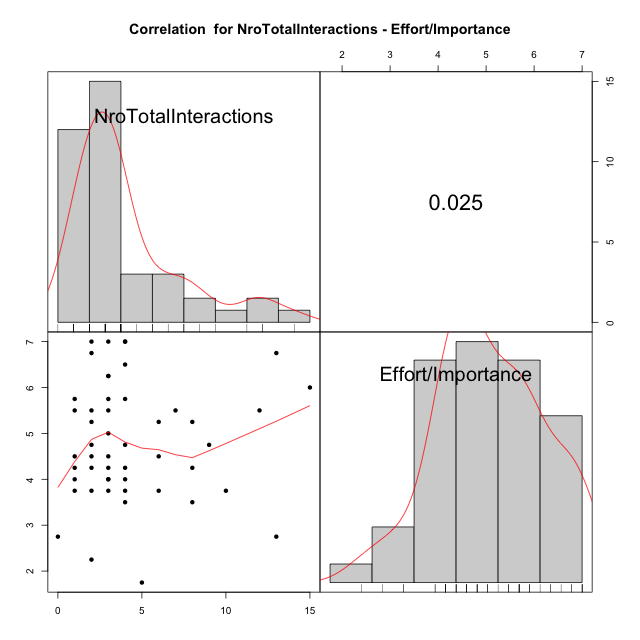 Correlation  for NroTotalInteractions - Effort/Importance
2 3 4 5 6 7
NroTotalInteractions
15
10
5
0
0.025
7
6
5
4
3
2
Effort/Importance
0 5 10 15